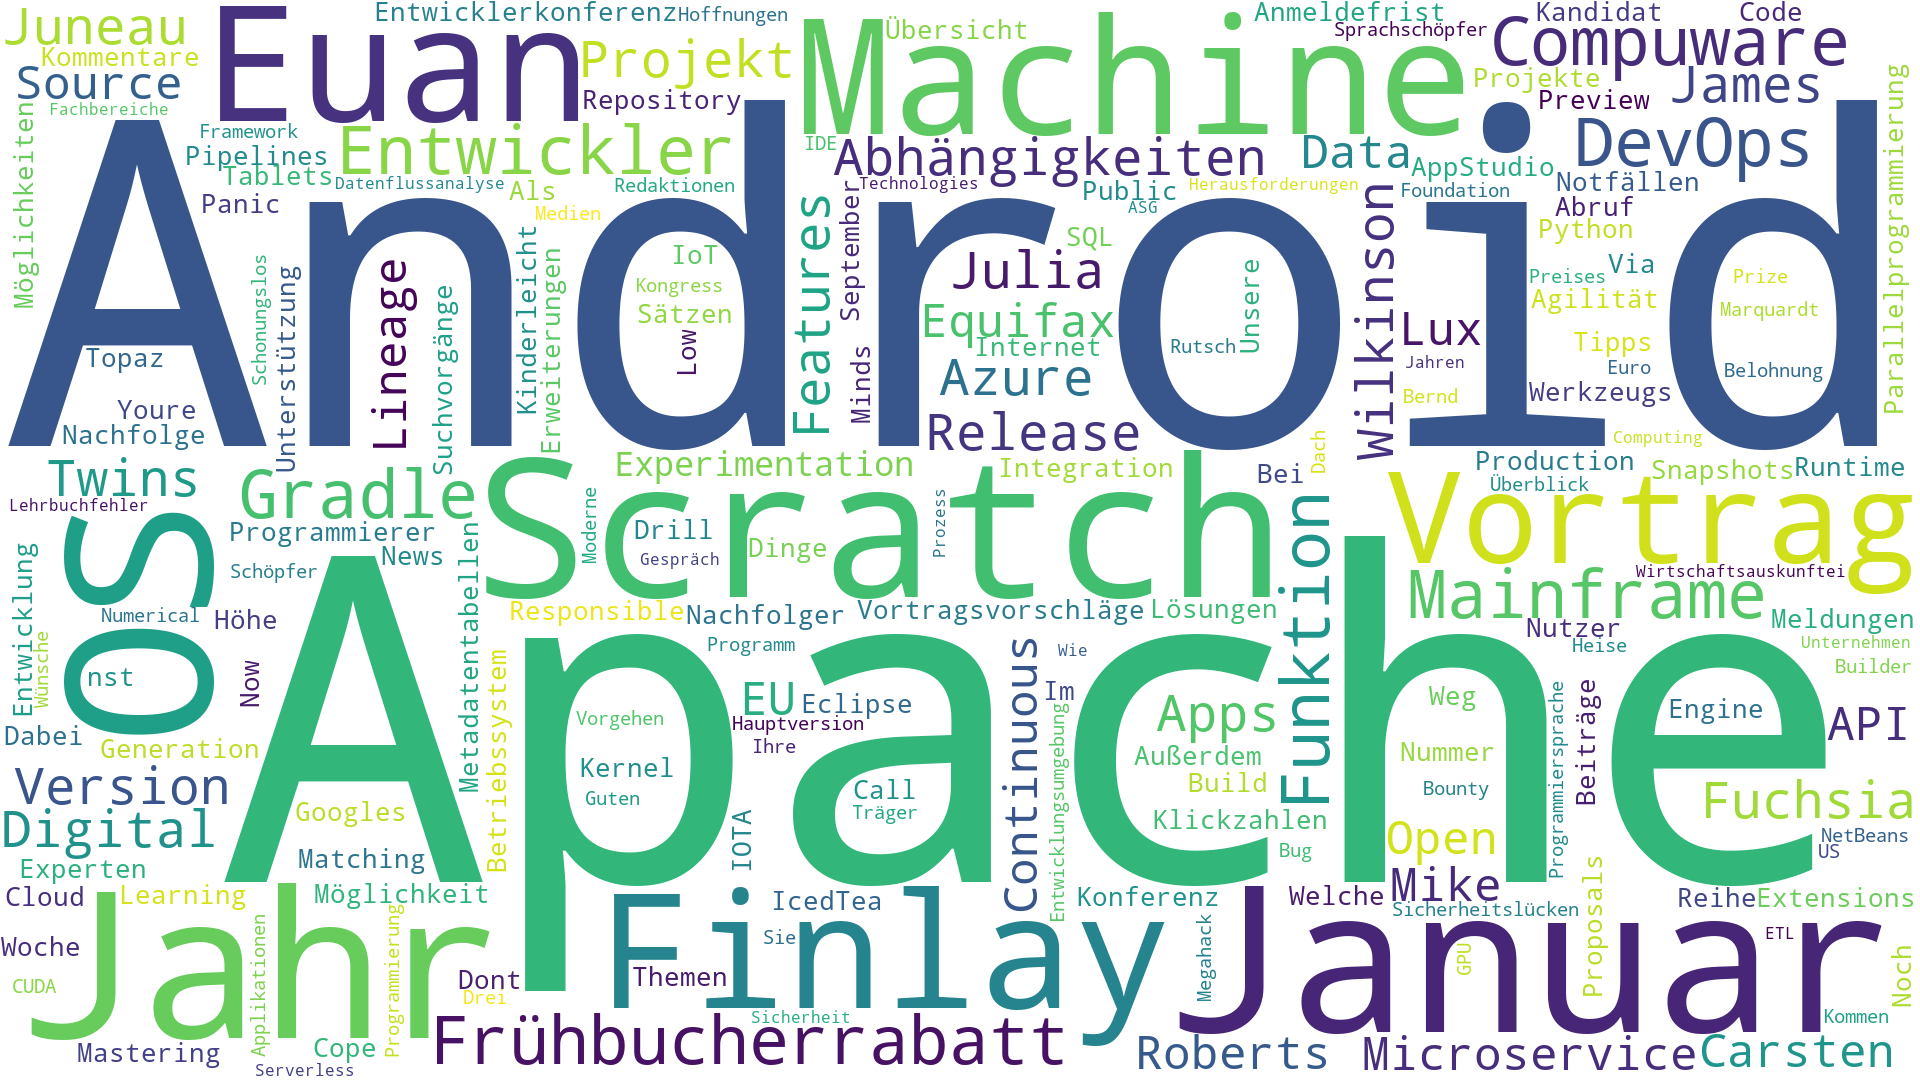 Juneau
Kommentare
Source
Fachbereiche
Euan
Entwicklerkonferenz
Hoffnungen
Projekt
Repository
Machine
Übersicht
Anmeldefrist
Sprachschöpfer
Kandidat
Code
Compuware
Projekte
James
Preview
DevOps
Framework
Pipelines
Tablets
Panic
Entwickler
Datenflussanalyse
Als
Redaktionen
Medien
IDE
Abhängigkeiten
Technologies
Public
ASG
Herausforderungen
Data
AppStudio
Foundation
Notfällen
Abruf
Python
Möglichkeiten
Android
Parallelprogrammierung
Topaz
Youre
Nachfolge
Schonungslos
Unterstützung
Lineage
Suchvorgänge
Kinderleicht
Erweiterungen
IoT
Kongress
Sätzen
Low
Features
September
Minds
SQL
Julia
Equifax
Internet
Azure
Release
Unsere
Rutsch
Wilkinson
Lux
Jahren
Bernd
Via
Preises
Agilität
Tipps
Euro
Werkzeugs
Computing
Prize
Marquardt
Belohnung
Twins
Lehrbuchfehler
Gradle
Programmierer
News
Schöpfer
Metadatentabellen
Scratch
Experimentation
Drill
Gespräch
Moderne
Dinge
Prozess
Integration
Bei
Dach
Production
Überblick
Snapshots
Runtime
Vortrag
Wirtschaftsauskunftei
OS
Entwicklung
Wünsche
Numerical
Höhe
nst
Now
Dabei
Generation
Responsible
Nachfolger
Programm
Vortragsvorschläge
Lösungen
Wie
Funktion
Mainframe
Nutzer
Heise
Meldungen
Unternehmen
Builder
Apache
Betriebssystem
Vorgehen
Kernel
Guten
EU
Eclipse
Hauptversion
Ihre
Call
Träger
IOTA
Continuous
Im
Entwicklungsumgebung
Apps
Außerdem
Build
Klickzahlen
Bug
Weg
Nummer
Bounty
Open
Programmiersprache
Beiträge
Engine
API
Fuchsia
NetBeans
US
Version
Digital
Googles
Experten
Matching
Cloud
Learning
Möglichkeit
Woche
CUDA
Jahr
Applikationen
Programmierung
Mastering
Serverless
Cope
Dont
Drei
Finlay
IcedTea
Sie
Themen
Sicherheit
Frühbucherrabatt
Konferenz
Megahack
Welche
Mike
Sicherheitslücken
Proposals
Reihe
Extensions
ETL
GPU
Januar
Noch
Kommen
Roberts
Microservice
Carsten